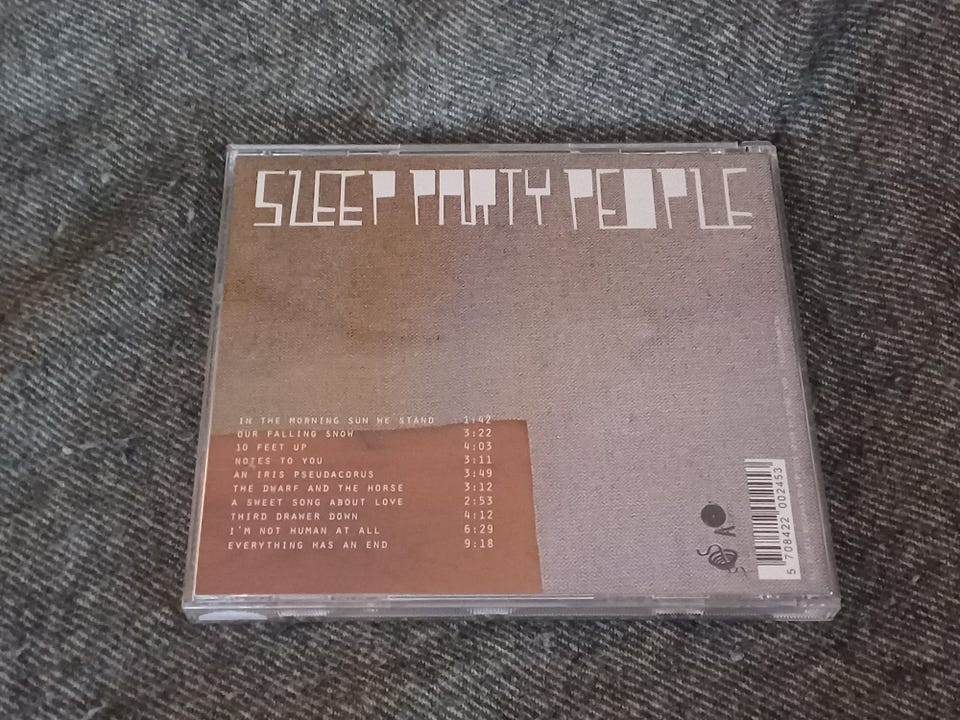 SLEEP PARTY PEOPLE
IN THE MORNING SUN WE STAND 1:42
OUR FALLING SNOW 3:22
10 FEET UP 4:03
NOTES TO YOU 3:11
AN IRIS PSEUDACORUS 3:49
THE DWARF AND THE HORSE 3:12
A SWEET SONG ABOUT LOVE 2:53
THIRD DRAWER DOWN 4:12
I'M NOT HUMAN AT ALL 6:29
EVERYTHING HAS AN END 9:18
5 708422 002453